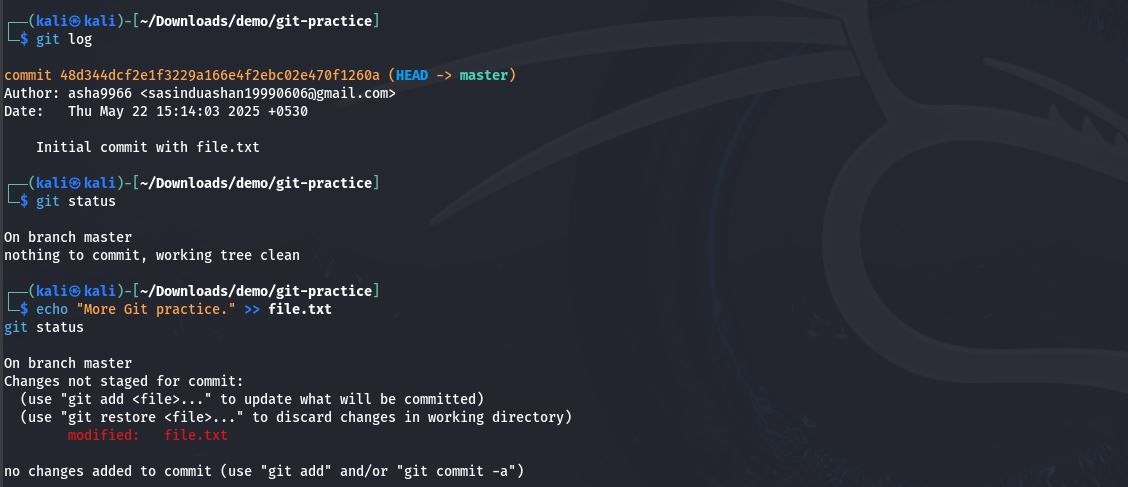 ┌──(kali㉿kali)-[~/Downloads/demo/git-practice]
└─$ git log
commit 48d344dcf2e1f3229a166e4f2ebc02e470f1260a (HEAD -> master)
Author: asha9966 <sasinduashan19990606@gmail.com>
Date:   Thu May 22 15:14:03 2025 +0530
    Initial commit with file.txt
┌──(kali㉿kali)-[~/Downloads/demo/git-practice]
└─$ git status
On branch master
nothing to commit, working tree clean
┌──(kali㉿kali)-[~/Downloads/demo/git-practice]
└─$ echo "More Git practice." >> file.txt
git status
On branch master
Changes not staged for commit:
  (use "git add <file>..." to update what will be committed)
  (use "git restore <file>..." to discard changes in working directory)
        modified:   file.txt
no changes added to commit (use "git add" and/or "git commit -a")